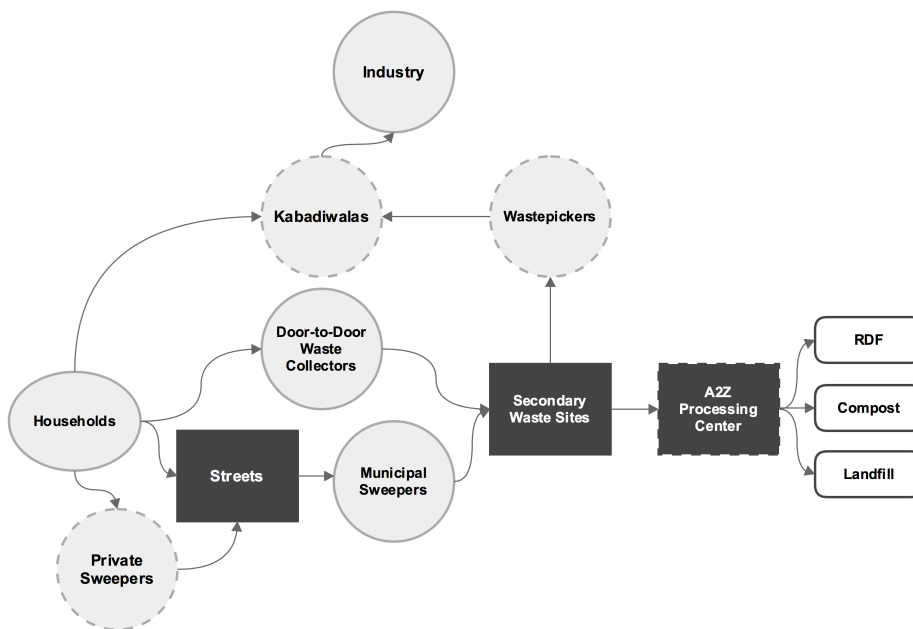 Industry
Kabadiwalas
Wastepickers
Door-to-Door
Waste
Collectors
RDF
Households
Secondary
Waste Sites
A2Z
Processing
Center
Compost
Streets
Municipal
Sweepers
Landfill
Private
Sweepers